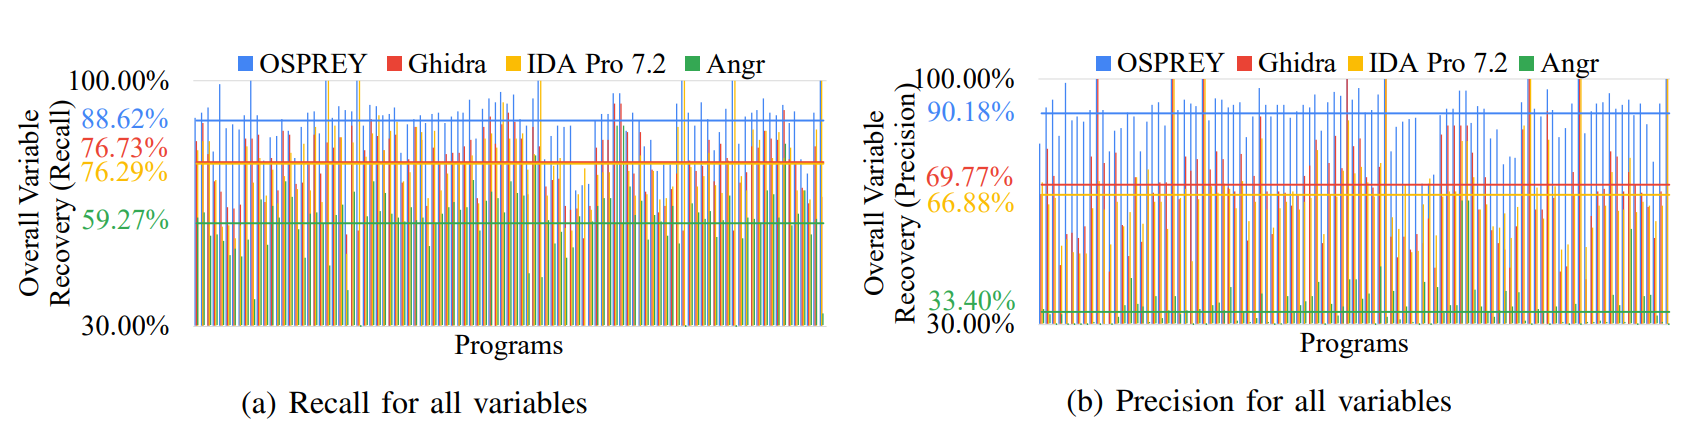 OSPREY Ghidra IDA Pro 7.2 Angr
100.00%
88.62%
76.73%
76.29%
59.27%
30.00%
Overall Variable
Recovery (Recall)
Programs
(a) Recall for all variables
OSPREY Ghidra IDA Pro 7.2 Angr
100.00%
90.18%
69.77%
66.88%
33.40%
30.00%
Overall Variable
Recovery (Precision)
Programs
(b) Precision for all variables